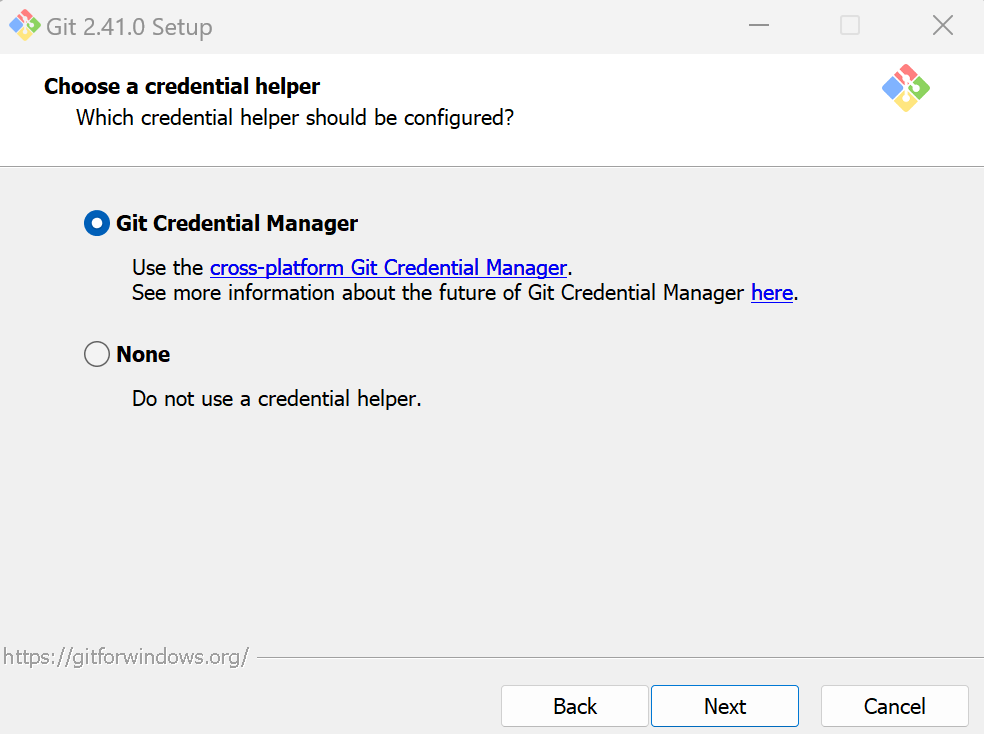 Git 2.41.0 Setup
Choose a credential helper
Which credential helper should be configured?
Git Credential Manager
Use the cross-platform Git Credential Manager.
See more information about the future of Git Credential Manager here.
None
Do not use a credential helper.
https://gitforwindows.org/
Back Next Cancel